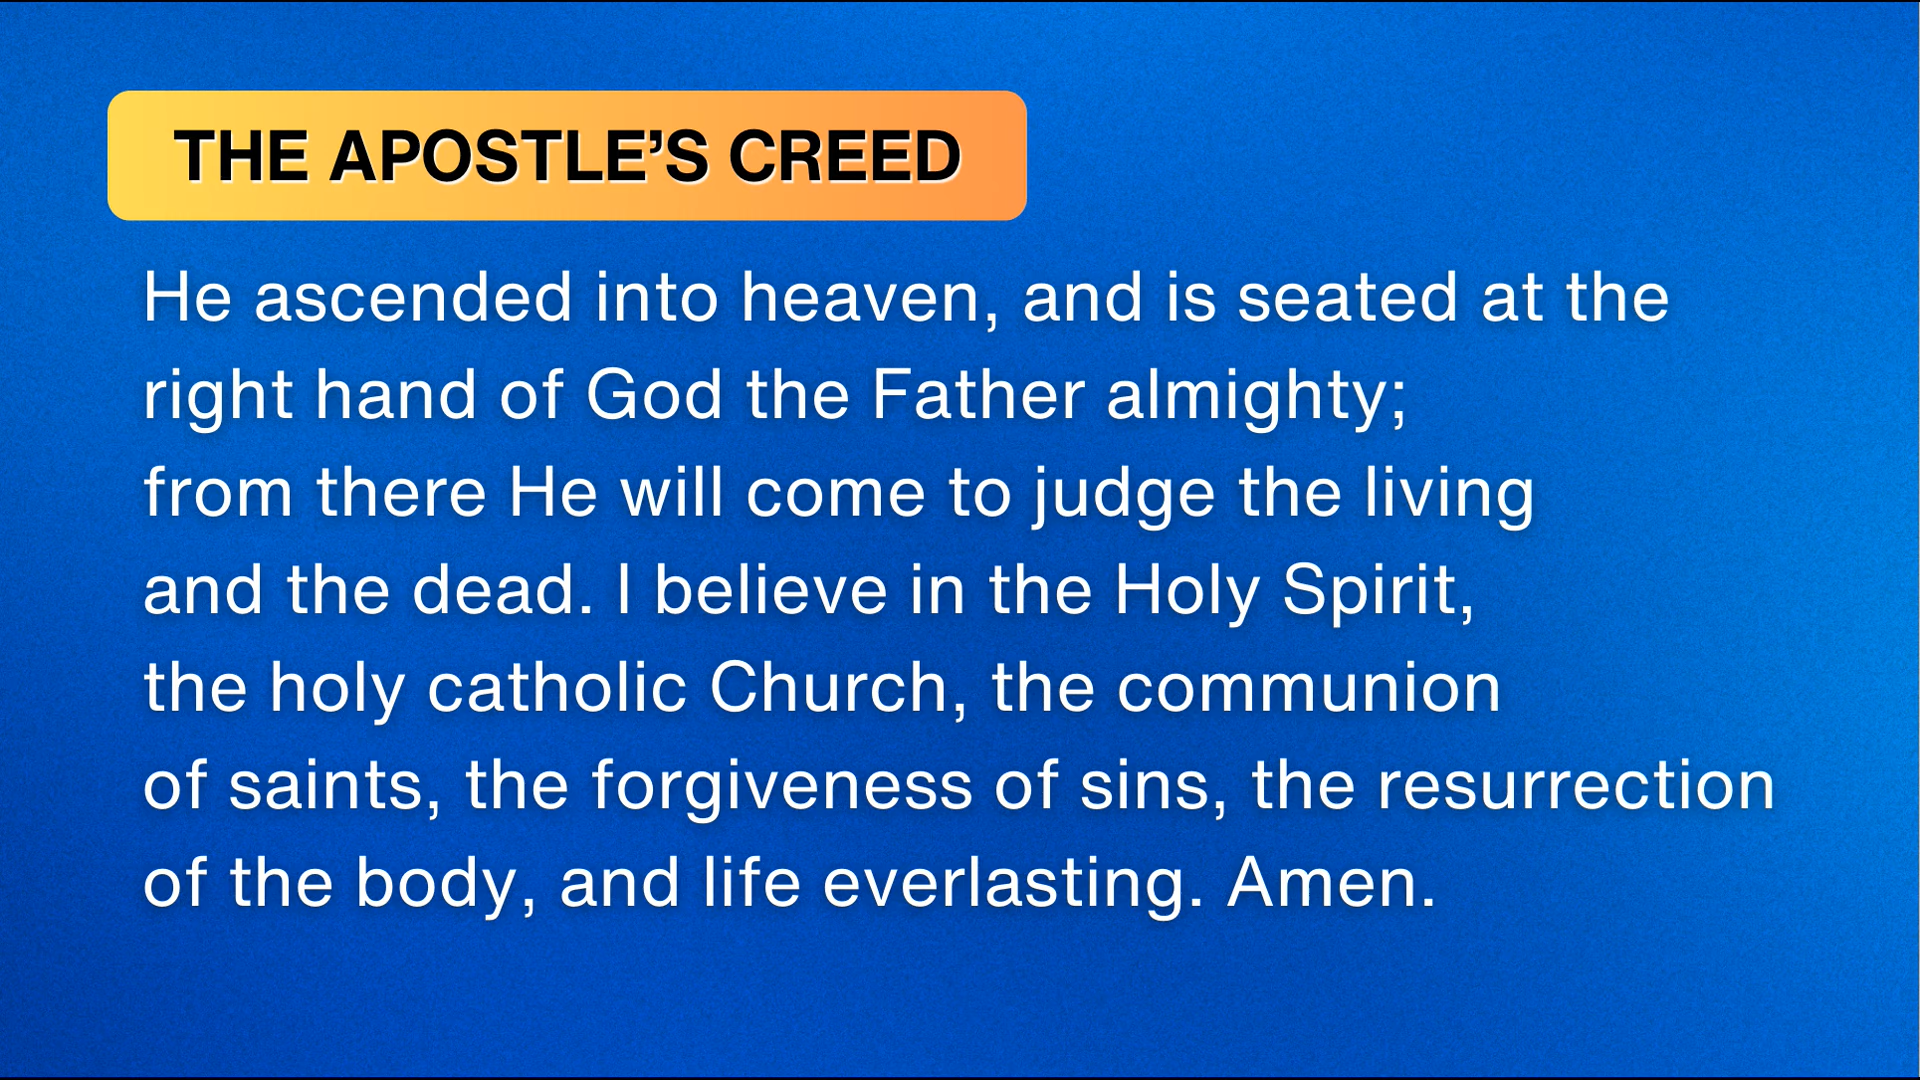 THE APOSTLE’S CREED
He ascended into heaven, and is seated at the
right hand of God the Father almighty;
from there He will come to judge the living
and the dead. I believe in the Holy Spirit,
the holy catholic Church, the communion
of saints, the forgiveness of sins, the resurrection
of the body, and life everlasting. Amen.